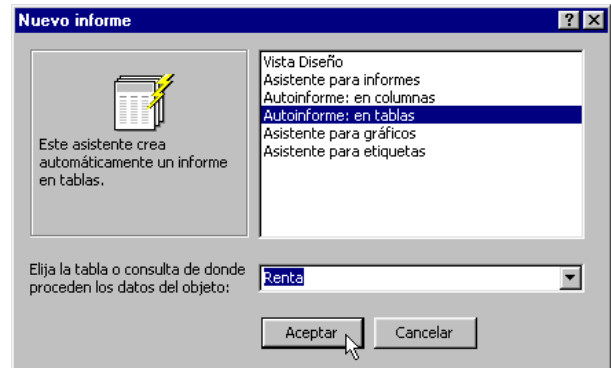 Nuevo informe
Vista Diseño
Asistente para informes
Autoinforme: en columnas
Autoinforme: en tablas
Asistente para gráficos
Asistente para etiquetas
Este asistente crea
automáticamente un informe
en tablas.
Elija la tabla o consulta de donde
proceden los datos del objeto:
Renta
Aceptar
Cancelar